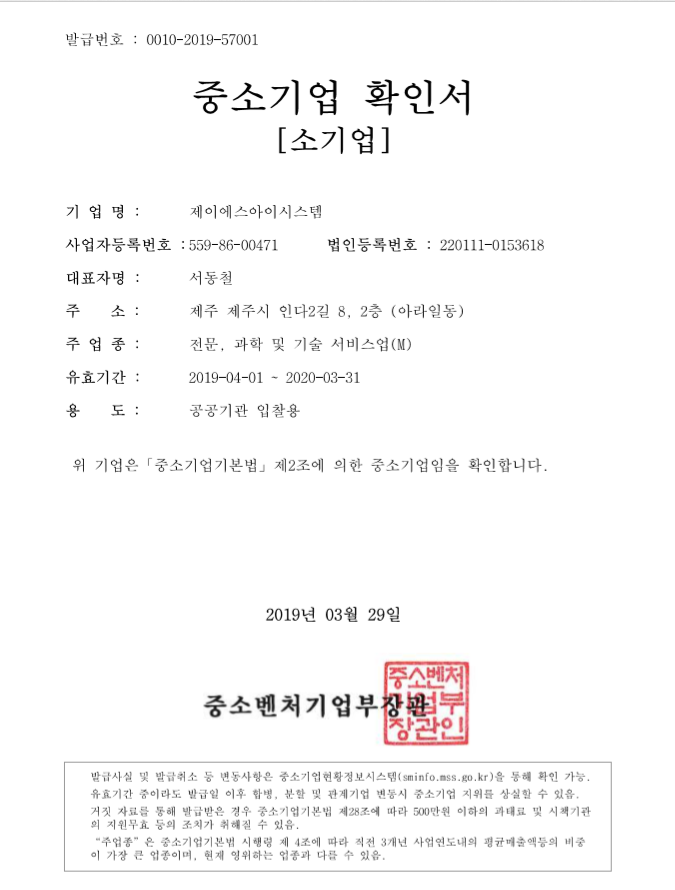 발급번호 : 0010-2019-57001
중소기업 확인서
[소기업]
기 업 명 : 제이에스아이시스템
사업자등록번호 :559-86-00471 법인등록번호 : 220111-0153618
대표자명 : 서동철
주 소 : 제주 제주시 인다2길 8, 2층 (아라일동)
주 업 종 : 전문, 과학 및 기술 서비스업(M)
유효기간 : 2019-04-01 ~ 2020-03-31
용 도 : 공공기관 입찰용
위 기업은「중소기업기본법」제2조에 의한 중소기업임을 확인합니다.
2019년 03월 29일
중소벤처기업부장관
중소벤처
기업부
장관인
발급사실 및 발급취소 등 변동사항은 중소기업현황정보시스템(sminfo.mss.go.kr)을 통해 확인 가능.
유효기간 중이라도 발급일 이후 합병, 분할 및 관계기업 변동시 중소기업 지위를 상실할 수 있음.
거짓 자료를 통해 발급받은 경우 중소기업기본법 제28조에 따라 500만원 이하의 과태료 및 시책기관
의 지원무효 등의 조치가 취해질 수 있음.
“주업종”은 중소기업기본법 시행령 제 4조에 따라 직전 3개년 사업연도내의 평균매출액등의 비중
이 가장 큰 업종이며, 현재 영위하는 업종과 다를 수 있음.